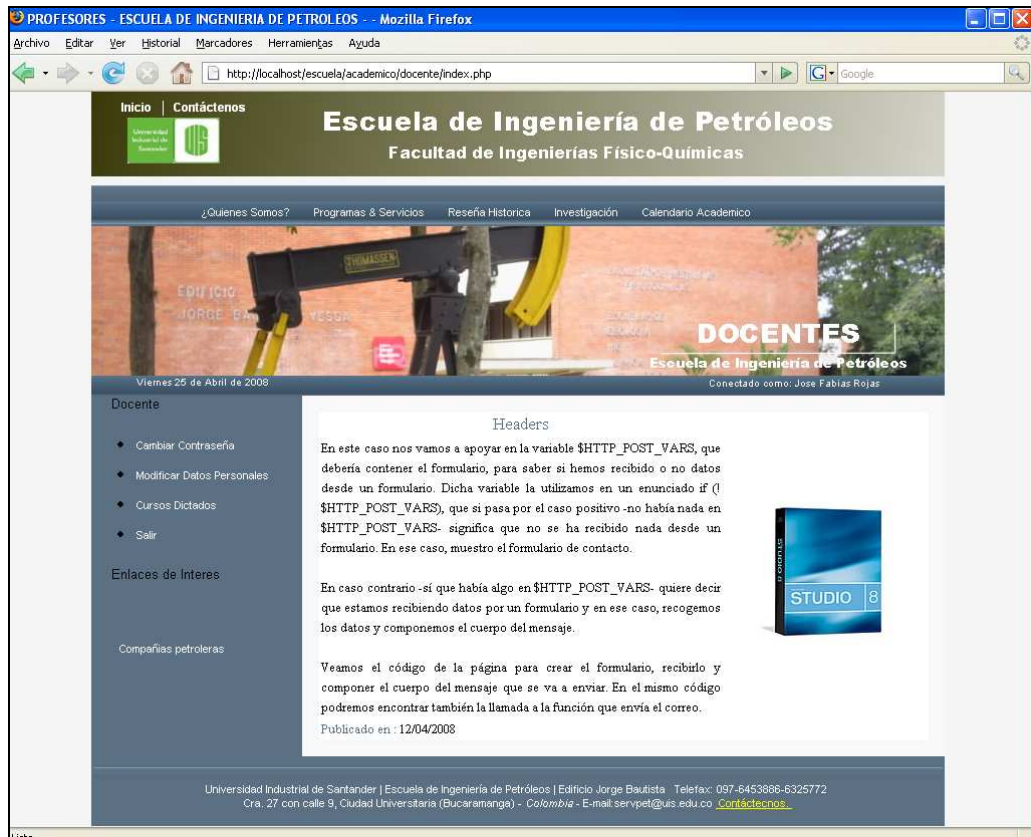 PROFESORES - ESCUELA DE INGENIERIA DE PETROLEOS - - Mozilla Firefox
Archivo Editar Ver Historial Marcadores Herramientas Ayuda
http://localhost/escuela/academico/docente/index.php
G Google
Inicio | Contáctenos
Universidad
Industrial de
Santander
UIS
Escuela de Ingeniería de Petróleos
Facultad de Ingenierías Físico-Químicas
¿Quienes Somos? Programas & Servicios Reseña Historica Investigación Calendario Academico
THOMASSEN
EDIFICIO
JORGE
DOCENTES
Escuela de Ingeniería de Petróleos
Viernes 25 de Abril de 2008
Conectado como: Jose Fabias Rojas
Docente
Cambiar Contraseña
Modificar Datos Personales
Cursos Dictados
Salir
Enlaces de Interes
Compañias petroleras
Headers
En este caso nos vamos a apoyar en la variable $HTTP_POST_VARS, que
debería contener el formulario, para saber si hemos recibido o no datos
desde un formulario. Dicha variable la utilizamos en un enunciado if (!
$HTTP_POST_VARS), que si pasa por el caso positivo -no había nada en
$HTTP_POST_VARS- significa que no se ha recibido nada desde un
formulario. En ese caso, muestro el formulario de contacto.
En caso contrario -sí que había algo en $HTTP_POST_VARS- quiere decir
que estamos recibiendo datos por un formulario y en ese caso, recogemos
los datos y componemos el cuerpo del mensaje.
Veamos el código de la página para crear el formulario, recibirlo y
componer el cuerpo del mensaje que se va a enviar. En el mismo código
podremos encontrar también la llamada a la función que envía el correo.
Publicado en : 12/04/2008
STUDIO 8
STUDIO 8
Universidad Industrial de Santander | Escuela de Ingeniería de Petróleos | Edificio Jorge Bautista Telefax: 097-6453886-6325772
Cra. 27 con calle 9, Ciudad Universitaria (Bucaramanga) - Colombia - E-mail:servpet@uis.edu.co Contáctecnos.